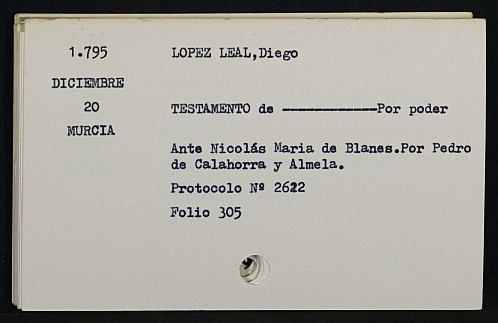 1.795 LOPEZ LEAL,Diego
DICIEMBRE
20 TESTAMENTO de ------------Por poder
MURCIA
Ante Nicolás Maria de Blanes.Por Pedro
de Calahorra y Almela.
Protocolo Nº 2622
Folio 305